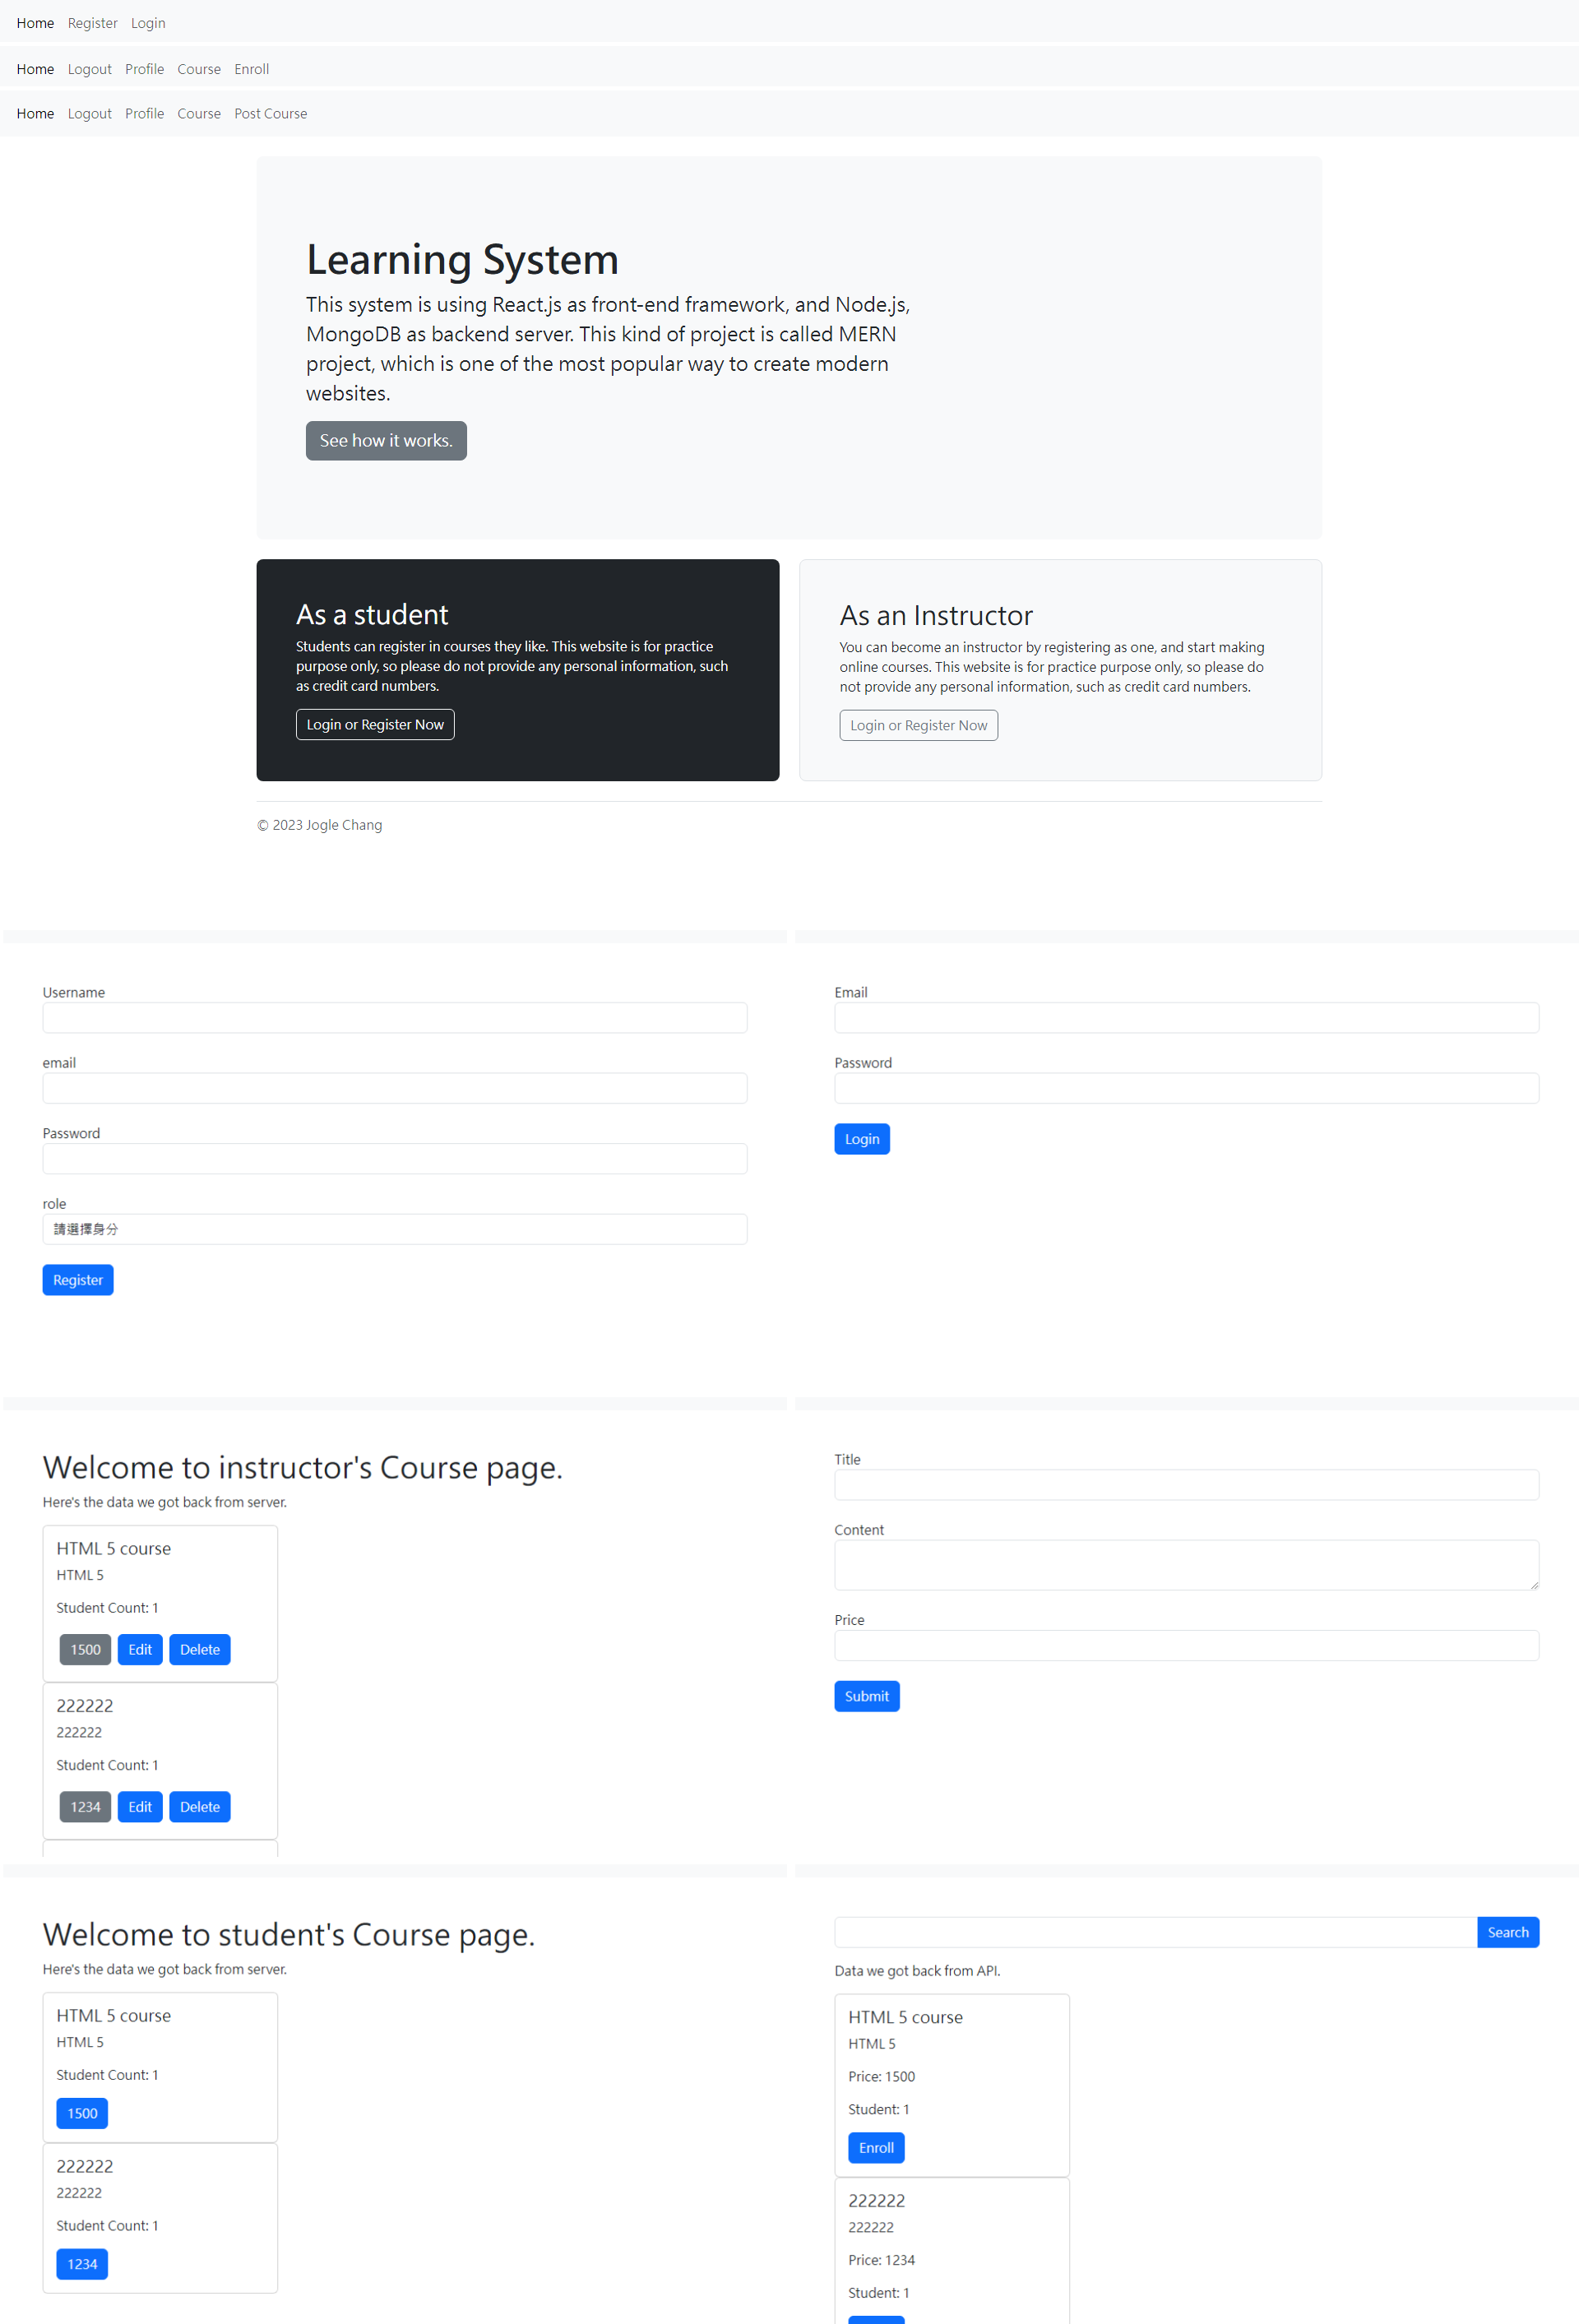 Home Register Login
Home Logout Profile Course Enroll
Home Logout Profile Course Post Course
Learning System
This system is using React.js as front-end framework, and Node.js,
MongoDB as backend server. This kind of project is called MERN
project, which is one of the most popular way to create modern
websites.
See how it works.
As a student
Students can register in courses they like. This website is for practice
purpose only, so please do not provide any personal information, such
as credit card numbers.
Login or Register Now
As an Instructor
You can become an instructor by registering as one, and start making
online courses. This website is for practice purpose only, so please do
not provide any personal information, such as credit card numbers.
Login or Register Now
© 2023 Jogle Chang
Username
email
Password
role
請選擇身分
Register
Email
Password
Login
Welcome to instructor's Course page.
Here's the data we got back from server.
HTML 5 course
HTML 5
Student Count: 1
1500 Edit Delete
222222
222222
Student Count: 1
1234 Edit Delete
Title
Content
Price
Submit
Welcome to student's Course page.
Here's the data we got back from server.
HTML 5 course
HTML 5
Student Count: 1
1500
222222
222222
Student Count: 1
1234
Search
Data we got back from API.
HTML 5 course
HTML 5
Price: 1500
Student: 1
Enroll
222222
222222
Price: 1234
Student: 1